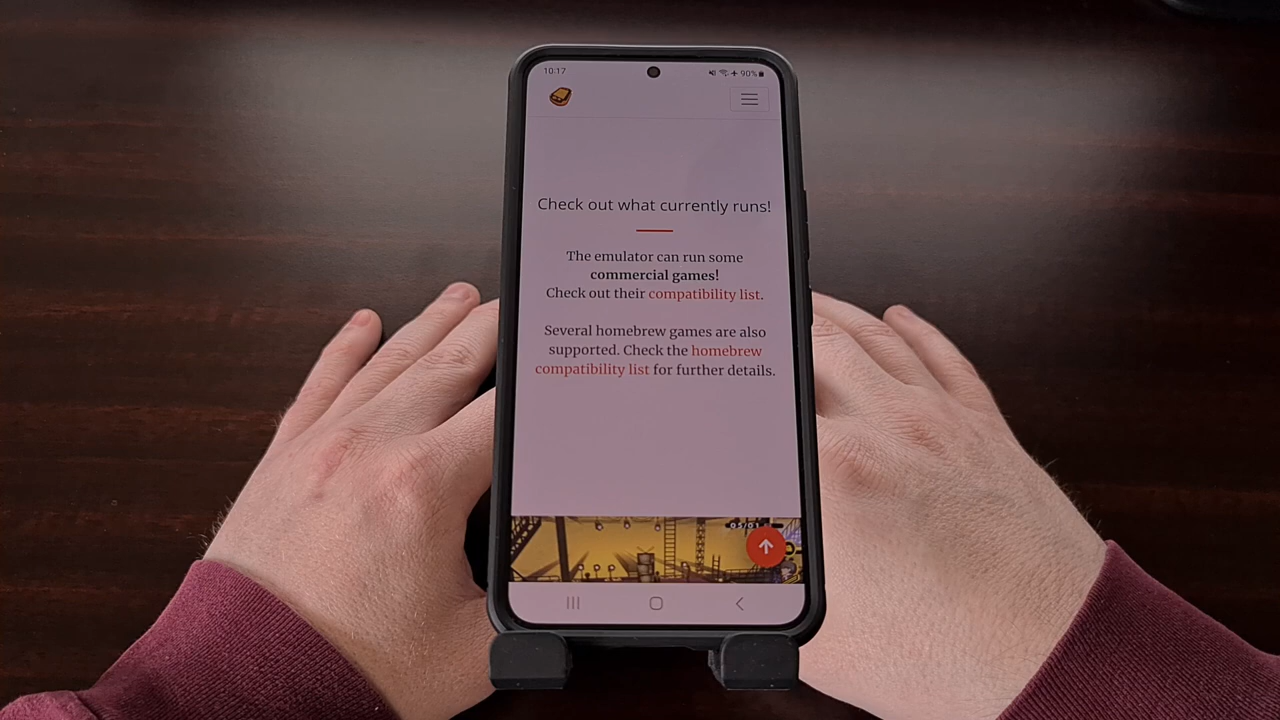 10:17
90%
Check out what currently runs!
The emulator can run some
commercial games!
Check out their compatibility list.
Several homebrew games are also
supported. Check the homebrew
compatibility list for further details.